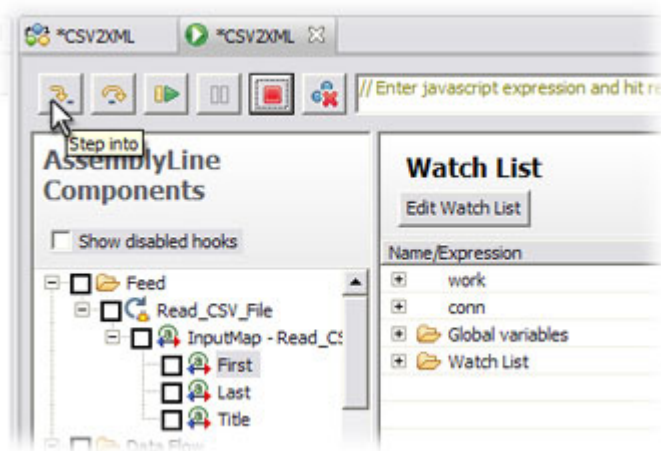 *CSV2XML
*CSV2XML
// Enter javascript expression and hit
Step into
AssemblyLine
Components
Show disabled hooks
Feed
Read_CSV_File
InputMap - Read_CS
First
Last
Title
Data Flow
Watch List
Edit Watch List
Name/Expression
work
conn
Global variables
Watch List